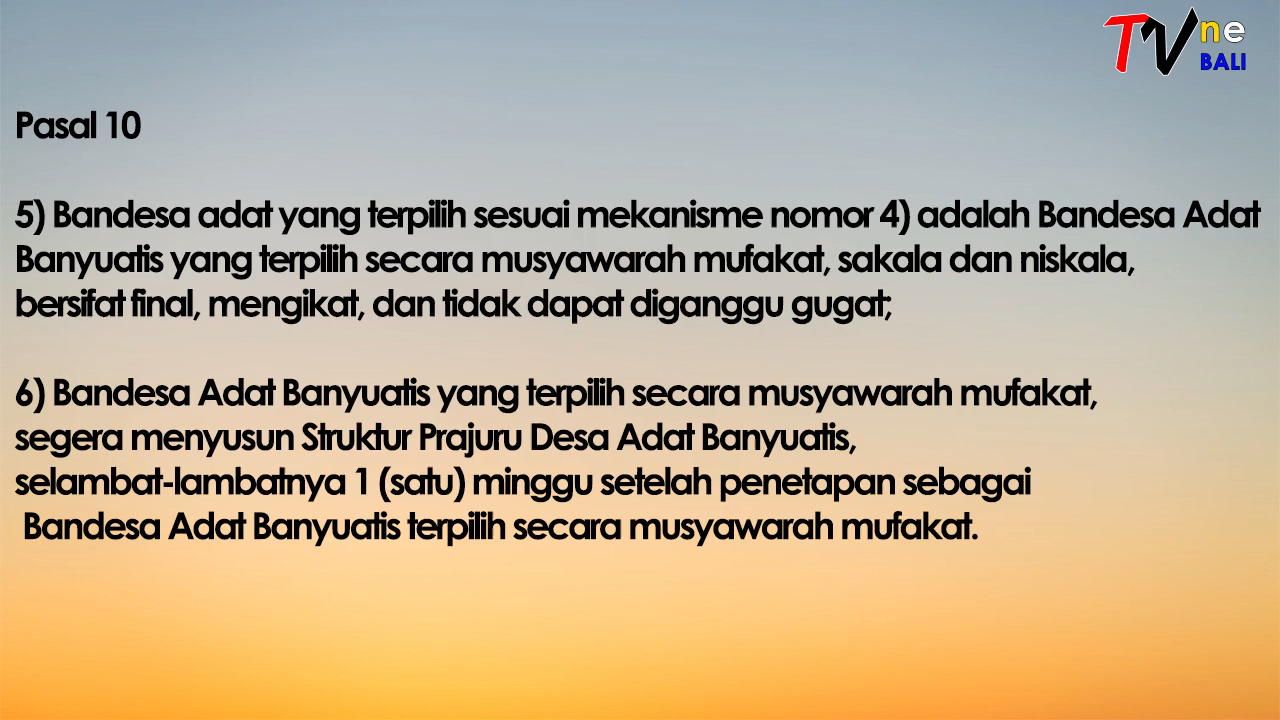 TVne
BALI
Pasal 10
5) Bandesa adat yang terpilih sesuai mekanisme nomor 4) adalah Bandesa Adat
Banyuatis yang terpilih secara musyawarah mufakat, sakala dan niskala,
bersifat final, mengikat, dan tidak dapat diganggu gugat;
6) Bandesa Adat Banyuatis yang terpilih secara musyawarah mufakat,
segera menyusun Struktur Prajuru Desa Adat Banyuatis,
selambat-lambatnya 1 (satu) minggu setelah penetapan sebagai
Bandesa Adat Banyuatis terpilih secara musyawarah mufakat.